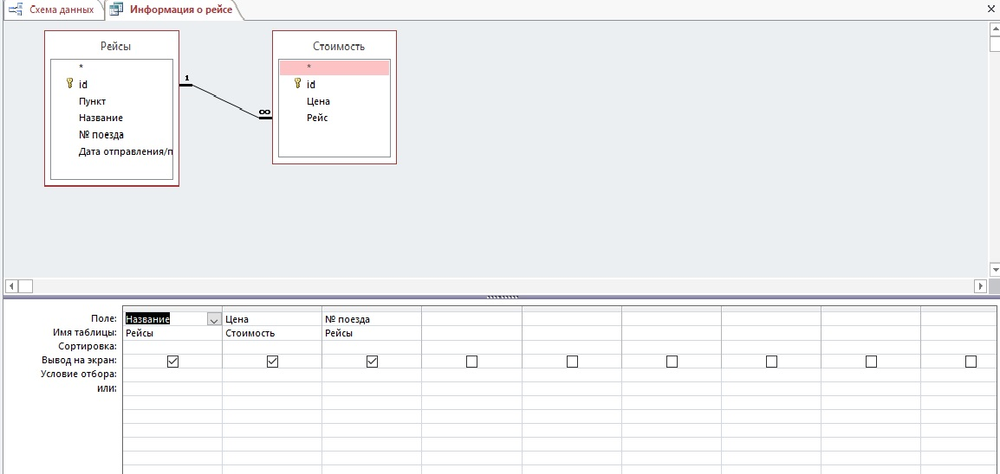 Схема данных
Информация о рейсе
Рейсы
*
id
Пункт
Название
№ поезда
Дата отправления/п
1
∞
Стоимость
*
id
Цена
Рейс
Поле: Название Цена № поезда
Имя таблицы: Рейсы Стоимость Рейсы
Сортировка:
Вывод на экран:
Условие отбора:
или: